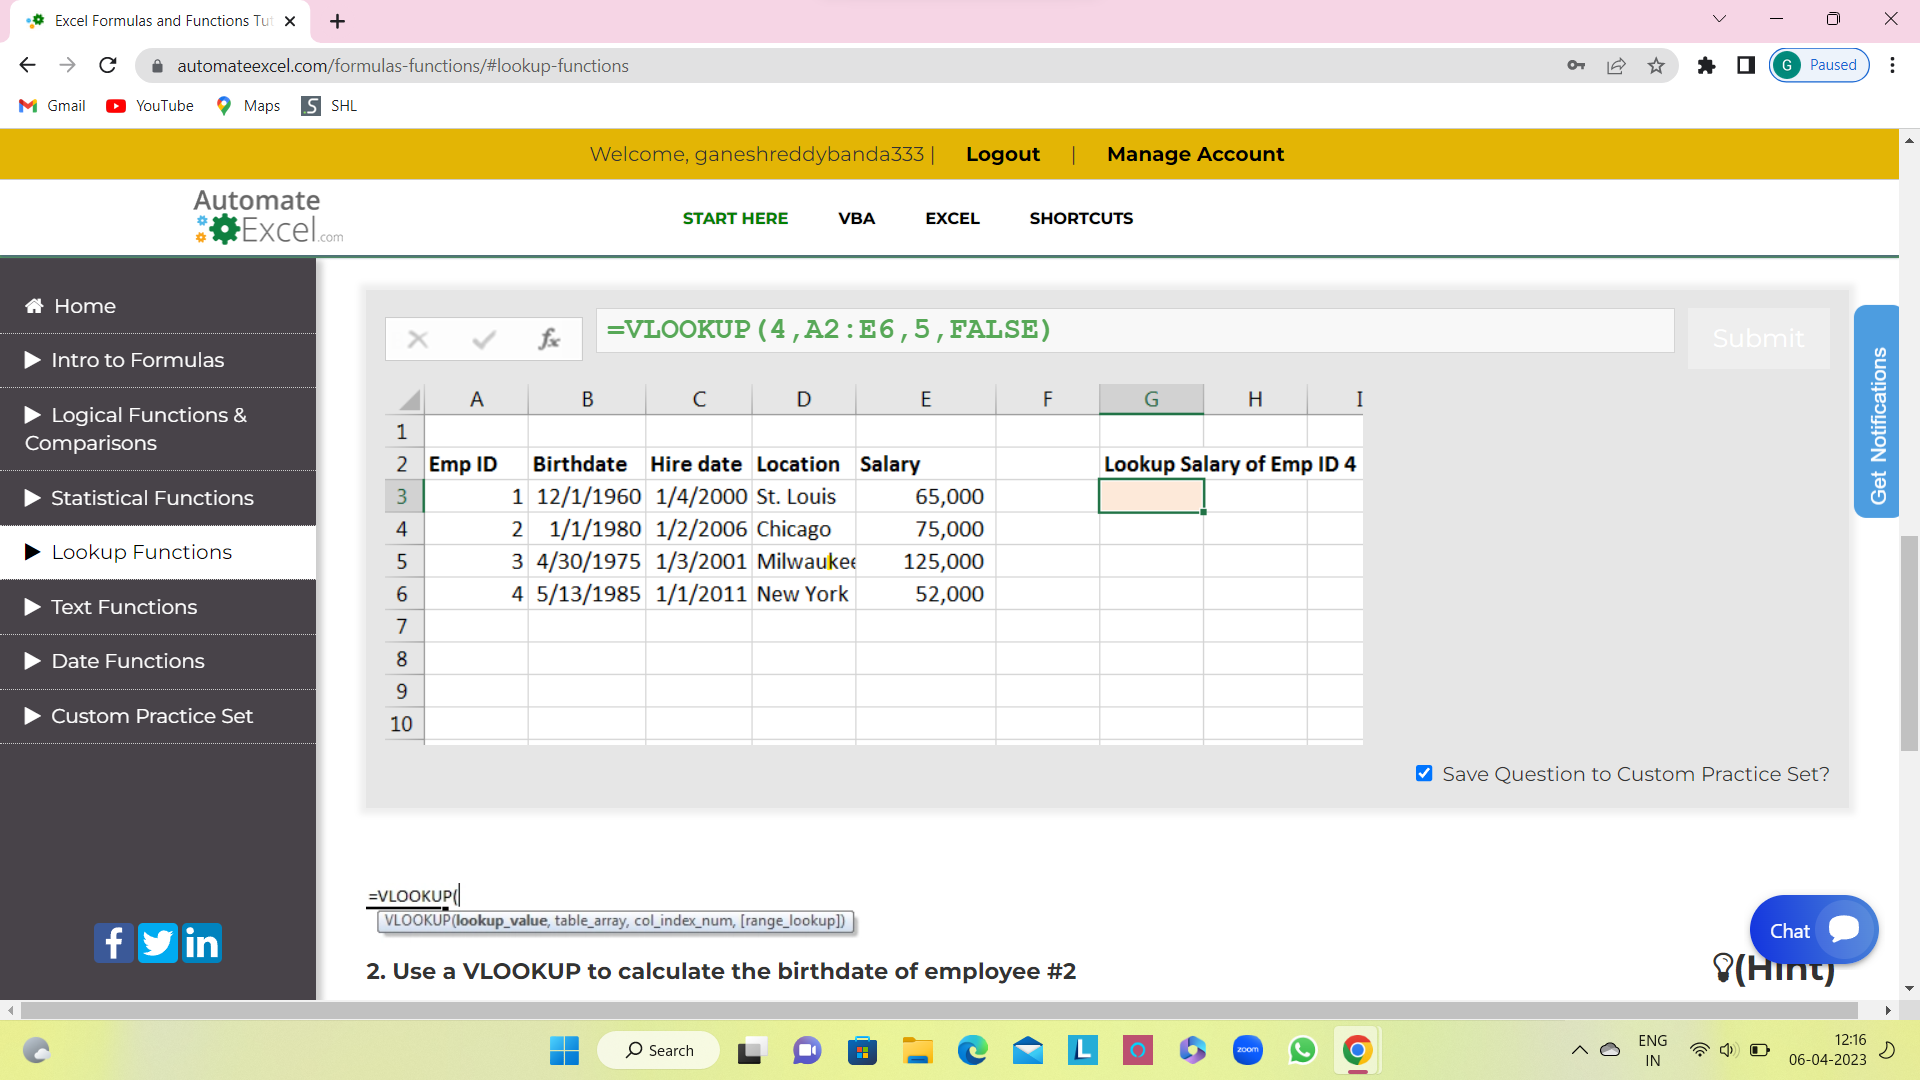 Excel Formulas and Functions Tut
automateexcel.com/formulas-functions/#lookup-functions
G Paused
Gmail YouTube Maps SHL
Welcome, ganeshreddybanda333 | Logout | Manage Account
Automate
Excel.com
START HERE VBA EXCEL SHORTCUTS
Home
Intro to Formulas
Logical Functions &
Comparisons
Statistical Functions
Lookup Functions
Text Functions
Date Functions
Custom Practice Set
fx =VLOOKUP(4,A2:E6,5,FALSE) Submit
A B C D E F G H I
1
2 Emp ID Birthdate Hire date Location Salary Lookup Salary of Emp ID 4
3 1 12/1/1960 1/4/2000 St. Louis 65,000
4 2 1/1/1980 1/2/2006 Chicago 75,000
5 3 4/30/1975 1/3/2001 Milwaukee 125,000
6 4 5/13/1985 1/1/2011 New York 52,000
7
8
9
10
Get Notifications
Save Question to Custom Practice Set?
=VLOOKUP(
VLOOKUP(lookup_value, table_array, col_index_num, [range_lookup])
2. Use a VLOOKUP to calculate the birthdate of employee #2
(Hint)
Chat
f in
Search
L
zoom
ENG
IN
12:16
06-04-2023